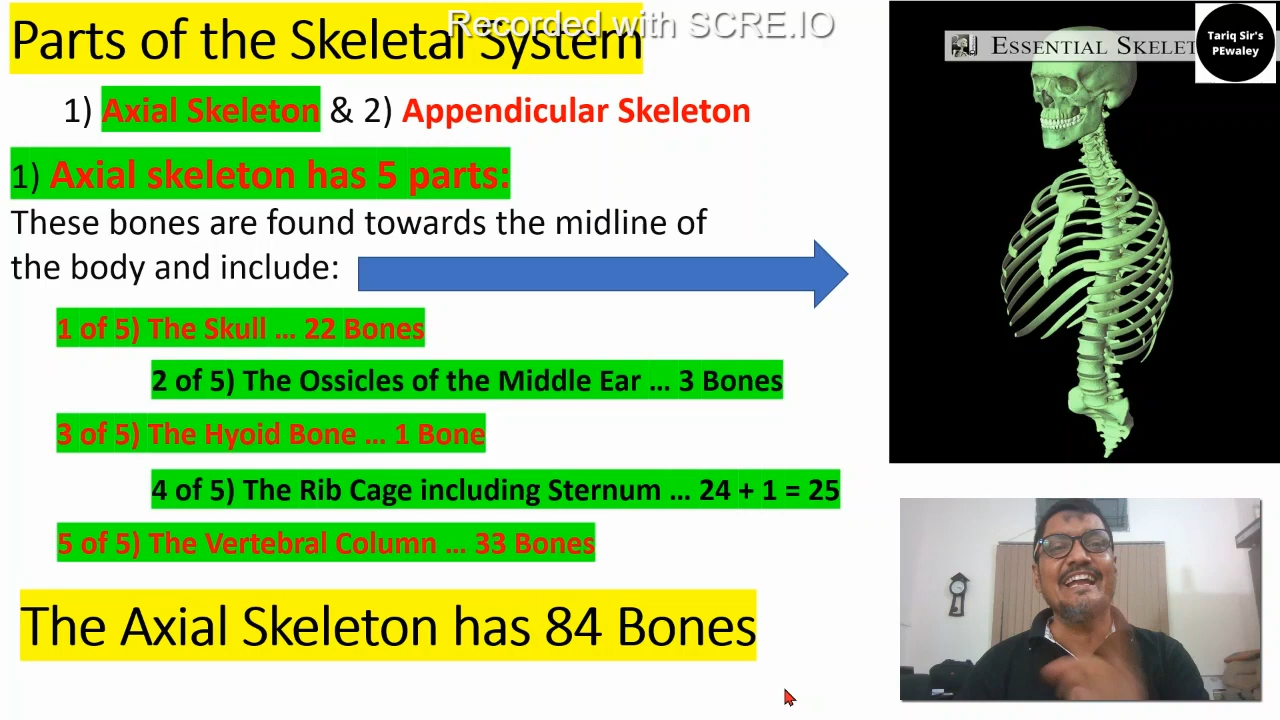 Recorded with SCRE.IO
Parts of the Skeletal System
1) Axial Skeleton & 2) Appendicular Skeleton
1) Axial skeleton has 5 parts:
These bones are found towards the midline of
the body and include:
1 of 5) The Skull ... 22 Bones
2 of 5) The Ossicles of the Middle Ear ... 3 Bones
3 of 5) The Hyoid Bone ... 1 Bone
4 of 5) The Rib Cage including Sternum ... 24 + 1 = 25
5 of 5) The Vertebral Column ... 33 Bones
The Axial Skeleton has 84 Bones
ESSENTIAL SKELET
Tariq Sir's
PEwaley